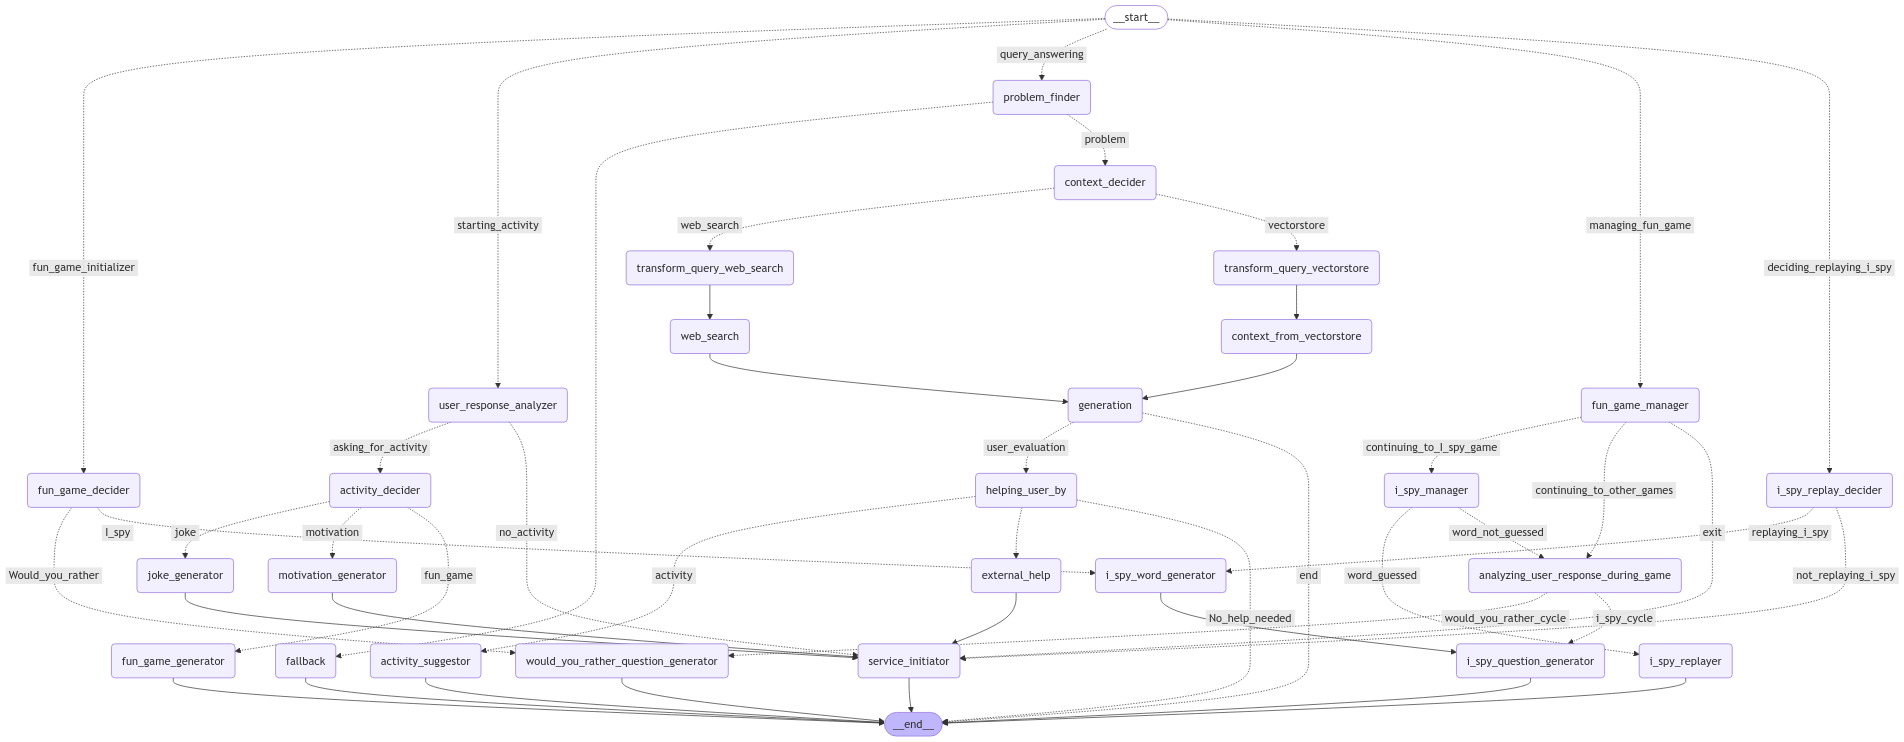 __start__
query_answering
problem_finder
problem
context_decider
web_search
vectorstore
starting_activity
managing_fun_game
fun_game_initializer
transform_query_web_search
transform_query_vectorstore
deciding_replaying_i_spy
web_search
context_from_vectorstore
user_response_analyzer
generation
fun_game_manager
asking_for_activity
user_evaluation
continuing_to_I_spy_game
fun_game_decider
activity_decider
helping_user_by
i_spy_manager
continuing_to_other_games
i_spy_replay_decider
I_spy
joke
motivation
no_activity
word_not_guessed
exit
replaying_i_spy
Would_you_rather
joke_generator
motivation_generator
fun_game
activity
external_help
i_spy_word_generator
end
word_guessed
analyzing_user_response_during_game
not_replaying_i_spy
No_help_needed
would_you_rather_cycle
i_spy_cycle
fun_game_generator
fallback
activity_suggestor
would_you_rather_question_generator
service_initiator
i_spy_question_generator
i_spy_replayer
__end__